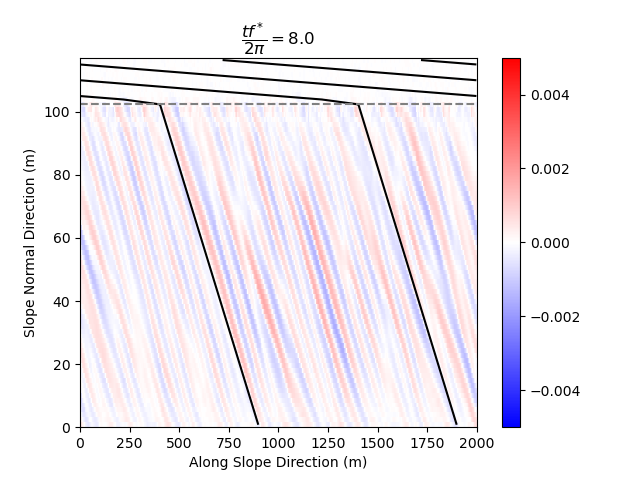 tf*
2π = 8.0
Slope Normal Direction (m)
100
80
60
40
20
0
0 250 500 750 1000 1250 1500 1750 2000
Along Slope Direction (m)
0.004
0.002
0.000
−0.002
−0.004